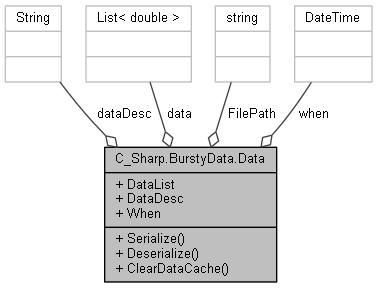 String
List< double >
string
DateTime
dataDesc
data
FilePath
when
C_Sharp.BurstyData.Data
+ DataList
+ DataDesc
+ When
+ Serialize()
+ Deserialize()
+ ClearDataCache()